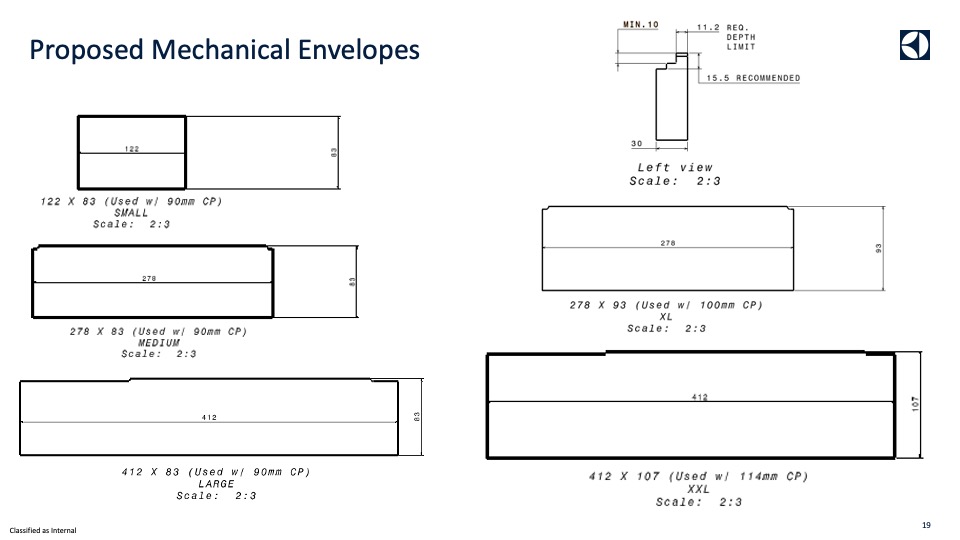 Proposed Mechanical Envelopes
MIN.10
11.2 REQ.
DEPTH
LIMIT
15.5 RECOMMENDED
30
Left view
Scale: 2:3
122
83
122 X 83 (Used w/ 90mm CP)
SMALL
Scale: 2:3
278
83
278 X 83 (Used w/ 90mm CP)
MEDIUM
Scale: 2:3
412
83
412 X 83 (Used w/ 90mm CP)
LARGE
Scale: 2:3
278
93
278 X 93 (Used w/ 100mm CP)
XL
Scale: 2:3
412
107
412 X 107 (Used w/ 114mm CP)
XXL
Scale: 2:3
Classified as Internal
19